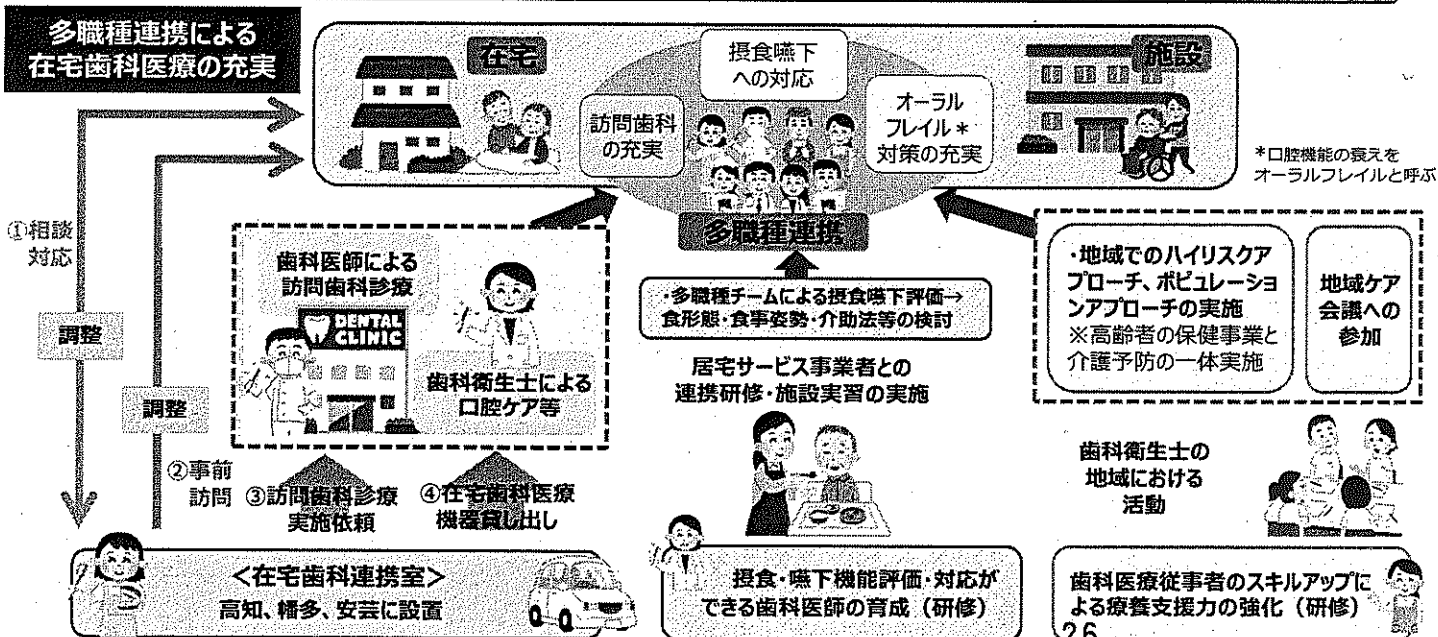 多職種連携による
在宅歯科医療の充実
在宅
摂食嚥下
への対応
施設
訪問歯科
の充実
オーラル
フレイル*
対策の充実
*口腔機能の衰えを
オーラルフレイルと呼ぶ
多職種連携
①相談
対応
調整
調整
②事前
訪問
歯科医師による
訪問歯科診療
DENTAL
CLINIC
歯科衛生士による
口腔ケア等
③訪問歯科診療
実施依頼
④在宅歯科医療
機器貸し出し
・多職種チームによる摂食嚥下評価→
食形態・食事姿勢・介助法等の検討
居宅サービス事業者との
連携研修・施設実習の実施
・地域でのハイリスクア
プローチ、ポピュレーショ
ンアプローチの実施
※高齢者の保健事業と
介護予防の一体実施
地域ケア
会議への
参加
歯科衛生士の
地域における
活動
<在宅歯科連携室>
高知、幡多、安芸に設置
摂食・嚥下機能評価・対応が
できる歯科医師の育成（研修）
歯科医療従事者のスキルアップに
よる療養支援力の強化（研修）
26